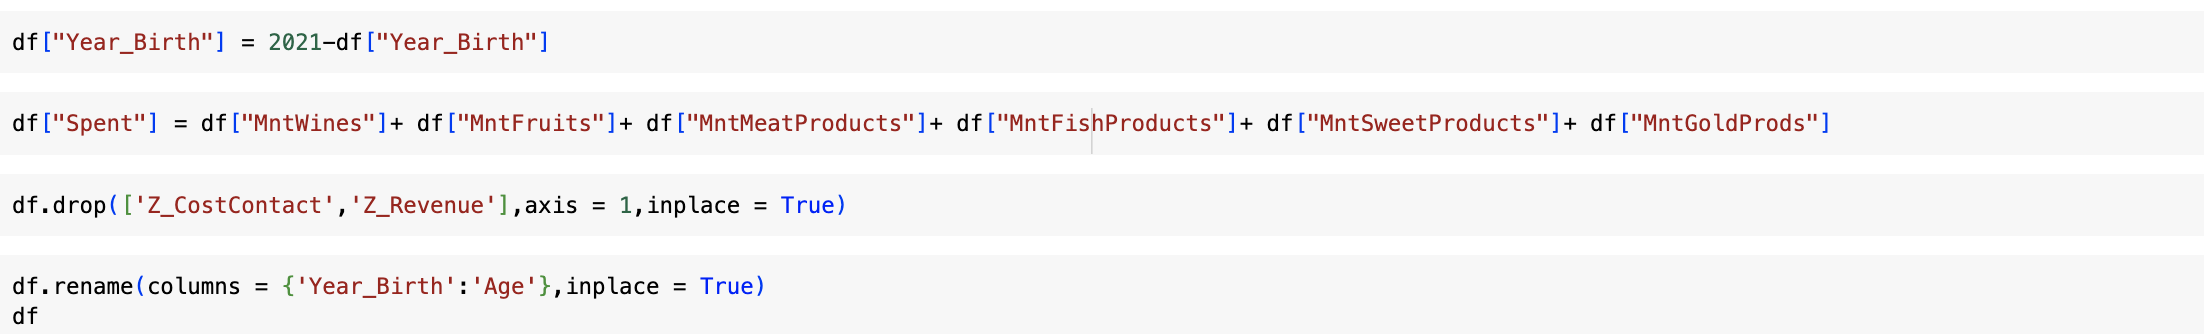 df["Year_Birth"] = 2021-df["Year_Birth"]
df["Spent"] = df["MntWines"]+ df["MntFruits"]+ df["MntMeatProducts"]+ df["MntFishProducts"]+ df["MntSweetProducts"]+ df["MntGoldProds"]
df.drop(['Z_CostContact','Z_Revenue'],axis = 1,inplace = True)
df.rename(columns = {'Year_Birth':'Age'},inplace = True)
df